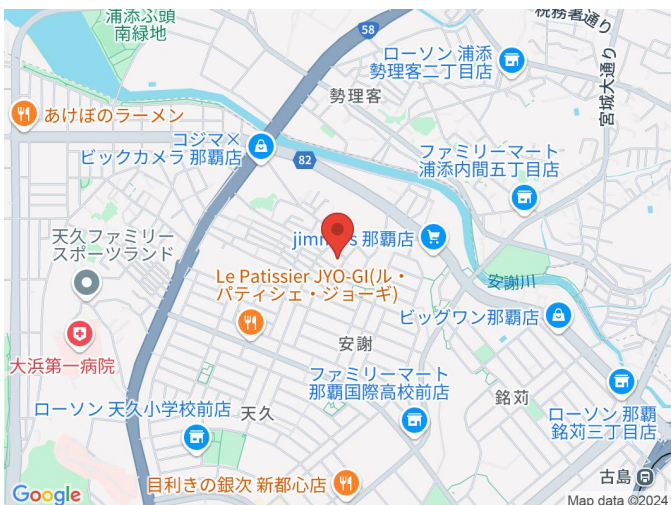 浦添ふ頭
南緑地
58
税務署通り
ローソン 浦添
勢理客二丁目店
宮城大通り
あけぼのラーメン
勢理客
コジマ×
ビックカメラ 那覇店
82
ファミリーマート
浦添内間五丁目店
天久ファミリー
スポーツランド
jimmy's 那覇店
Le Patissier JYO-GI(ル・
パティシェ・ジョーギ)
安謝川
ビッグワン那覇店
大浜第一病院
安謝
ファミリーマート
那覇国際高校前店
銘苅
ローソン 天久小学校前店
天久
ローソン 那覇
銘苅三丁目店
目利きの銀次 新都心店
古島
Google
Map data ©2024